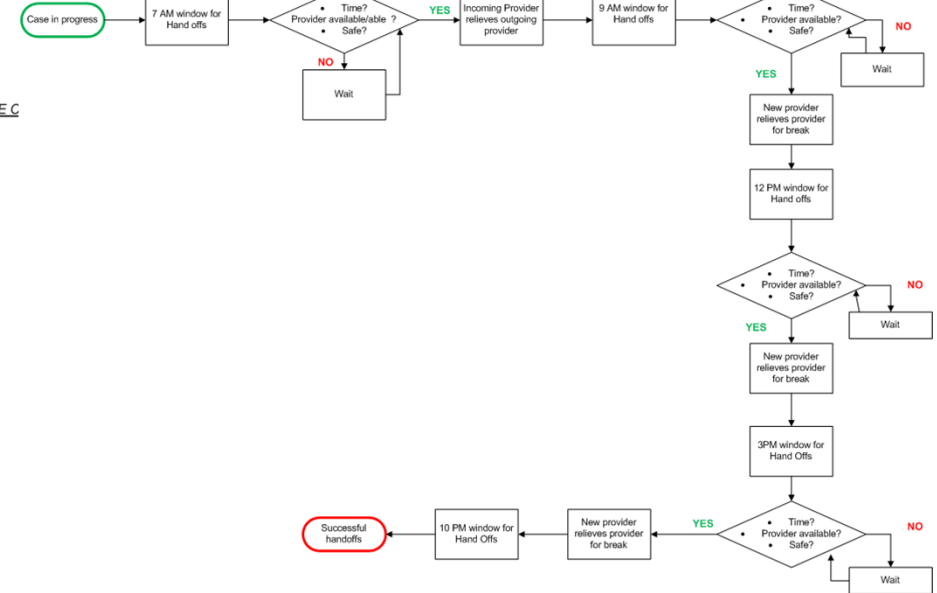 Case in progress
7 AM window for
Hand offs
• Time?
Provider available/able ?
• Safe?
YES
NO
Wait
Incoming Provider
relieves outgoing
provider
9 AM window for
Hand offs
• Time?
• Provider available?
• Safe?
NO
Wait
YES
E C
New provider
relieves provider
for break
12 PM window for
Hand offs
• Time?
• Provider available?
• Safe?
NO
Wait
YES
New provider
relieves provider
for break
3PM window for
Hand Offs
• Time?
• Provider available?
• Safe?
NO
Wait
YES
New provider
relieves provider
for break
10 PM window for
Hand Offs
Successful
handoffs